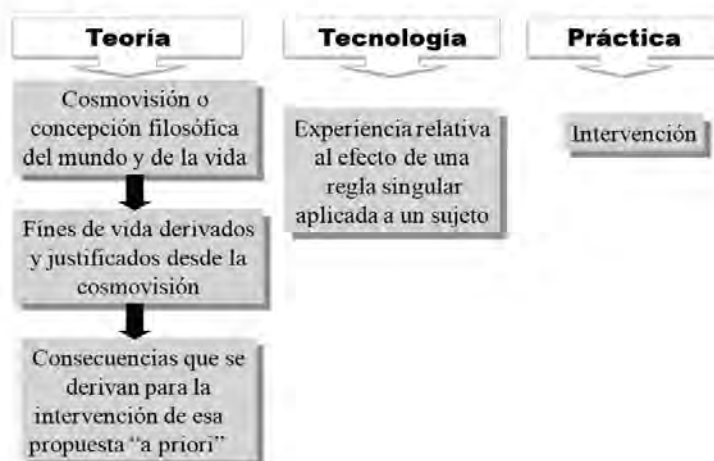 Teoría
Cosmovisión o
concepción filosófica
del mundo y de la vida
Fines de vida derivados
y justificados desde la
cosmovisión
Consecuencias que se
derivan para la
intervención de esa
propuesta “a priori”
Tecnología
Experiencia relativa
al efecto de una
regla singular
aplicada a un sujeto
Práctica
Intervención